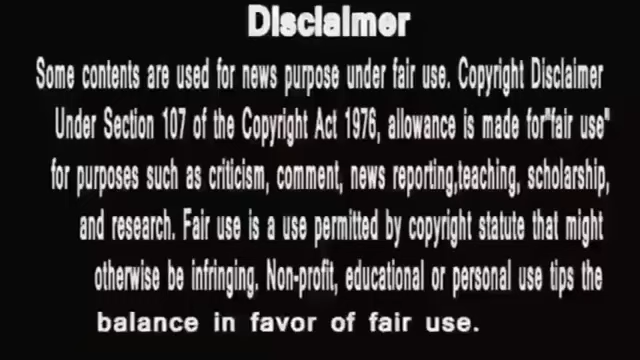 Disclaimer
Some contents are used for news purpose under fair use. Copyright Disclaimer
Under Section 107 of the Copyright Act 1976, allowance is made for"fair use"
for purposes such as criticism, comment, news reporting,teaching, scholarship,
and research. Fair use is a use permitted by copyright statute that might
otherwise be infringing. Non-profit, educational or personal use tips the
balance in favor of fair use.